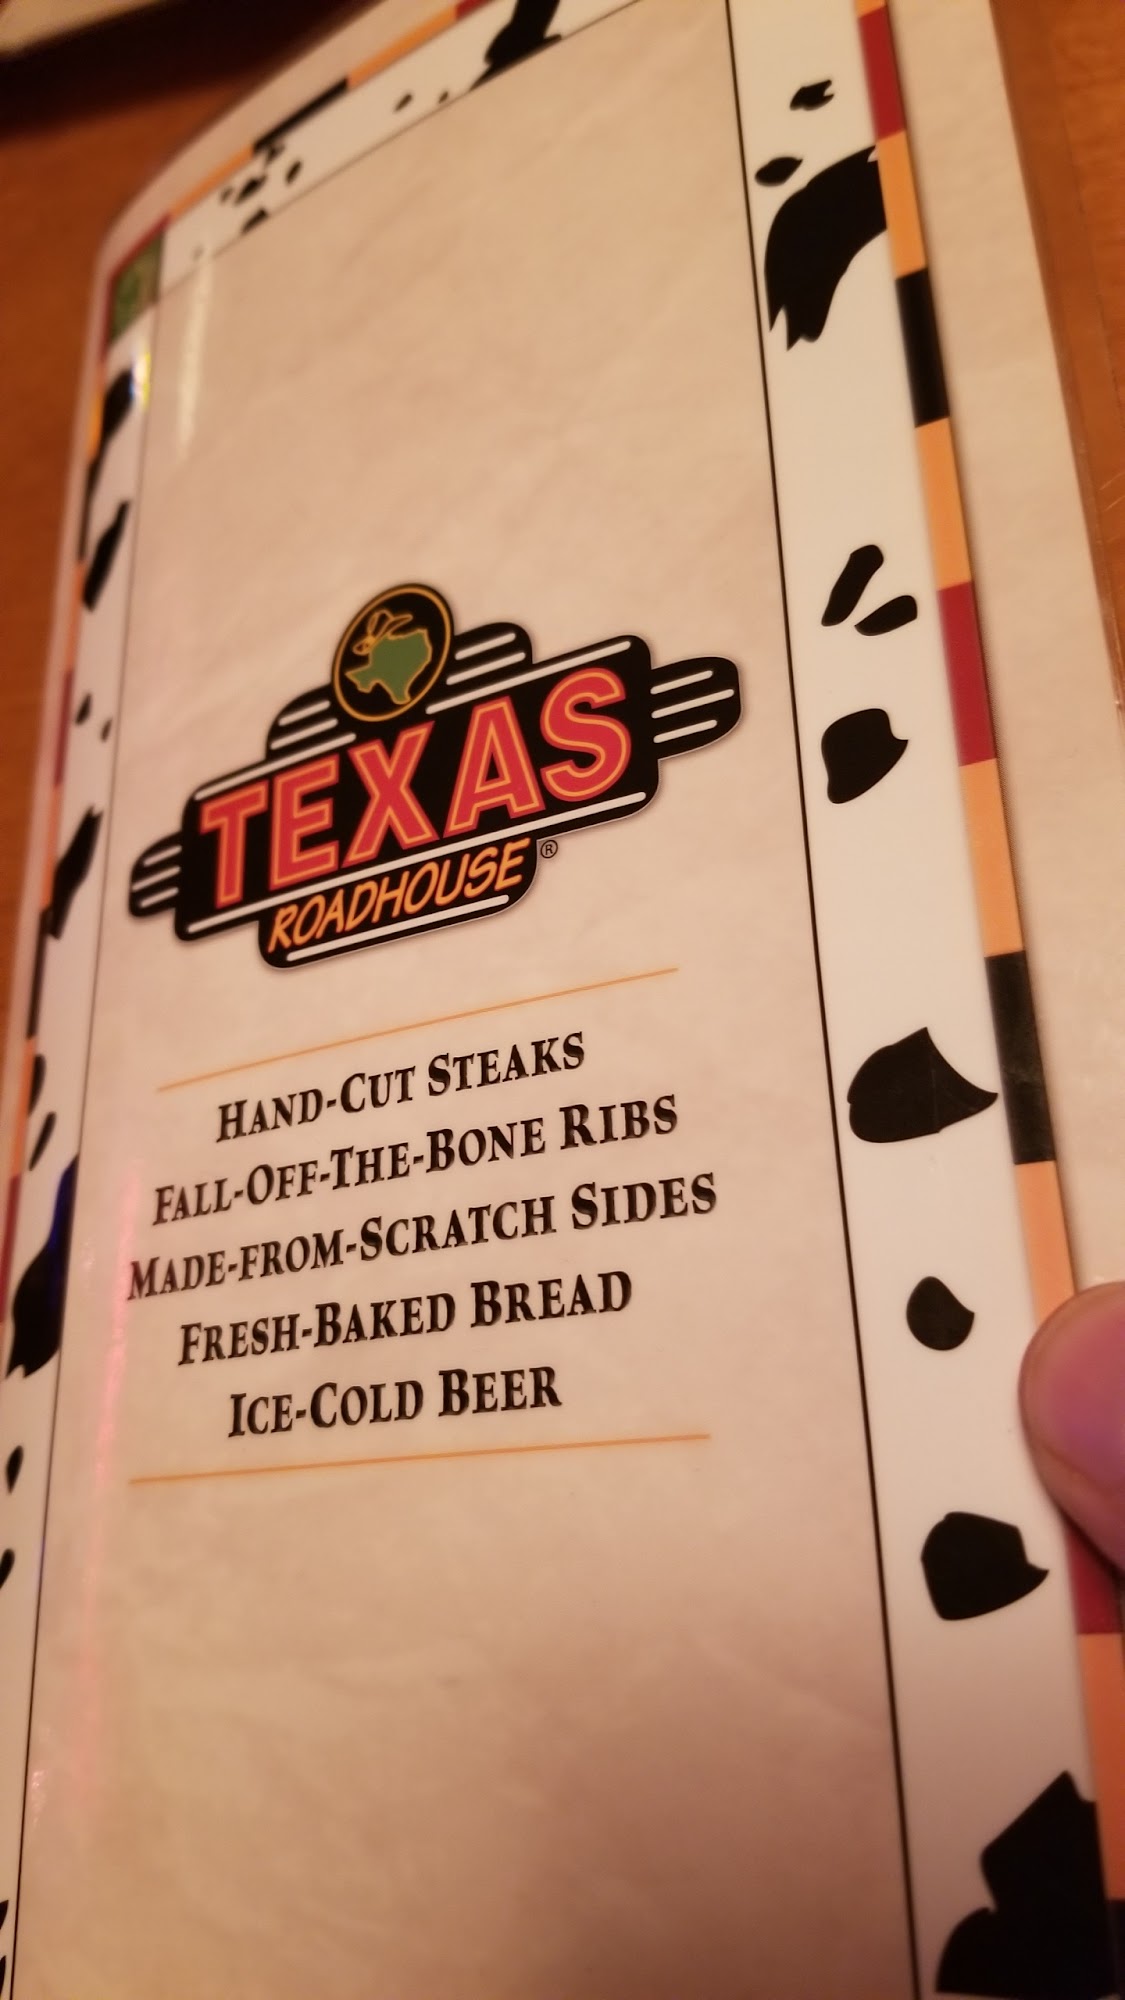 TEXAS
ROADHOUSE®
HAND-CUT STEAKS
FALL-OFF-THE-BONE RIBS
MADE-FROM-SCRATCH SIDES
FRESH-BAKED BREAD
ICE-COLD BEER